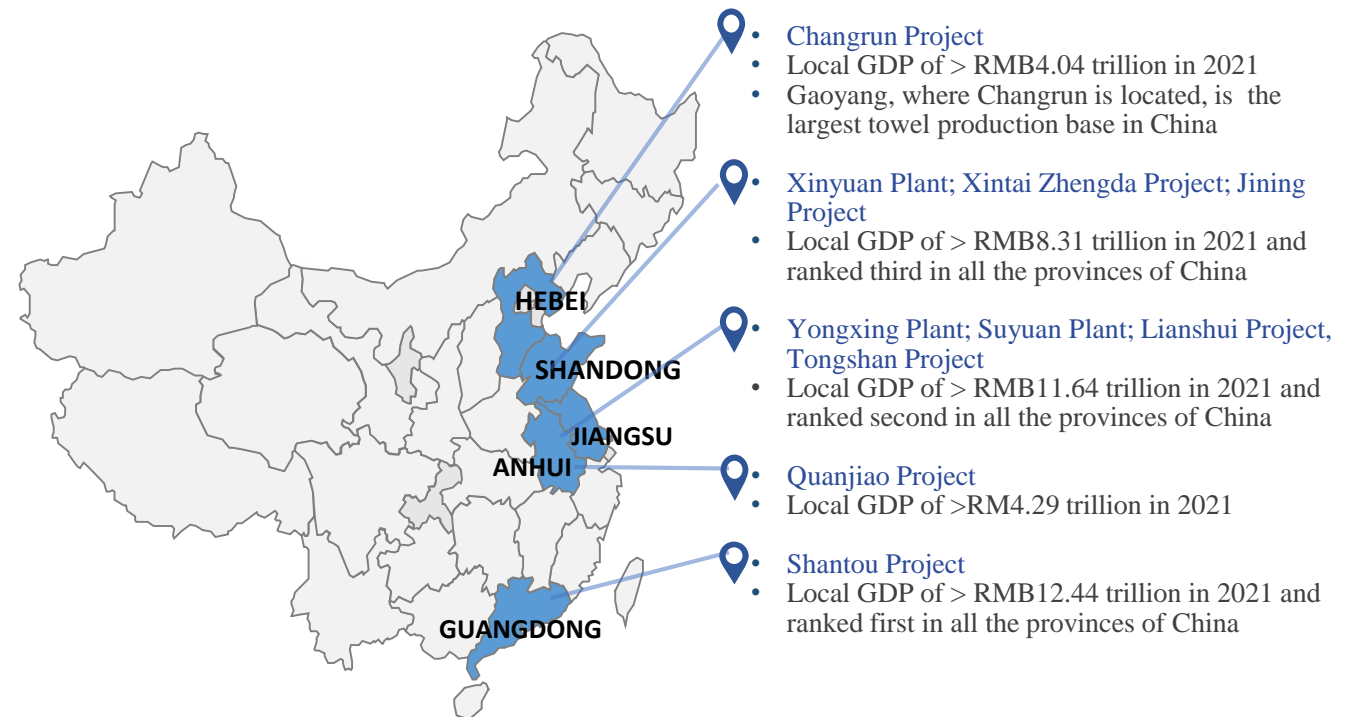 • Changrun Project
• Local GDP of > RMB4.04 trillion in 2021
• Gaoyang, where Changrun is located, is the
largest towel production base in China
• Xinyuan Plant; Xintai Zhengda Project; Jining
Project
• Local GDP of > RMB8.31 trillion in 2021 and
ranked third in all the provinces of China
• Yongxing Plant; Suyuan Plant; Lianshui Project,
Tongshan Project
• Local GDP of > RMB11.64 trillion in 2021 and
ranked second in all the provinces of China
• Quanjiao Project
• Local GDP of >RM4.29 trillion in 2021
• Shantou Project
• Local GDP of > RMB12.44 trillion in 2021 and
ranked first in all the provinces of China
HEBEI
SHANDONG
JIANGSU
ANHUI
GUANGDONG